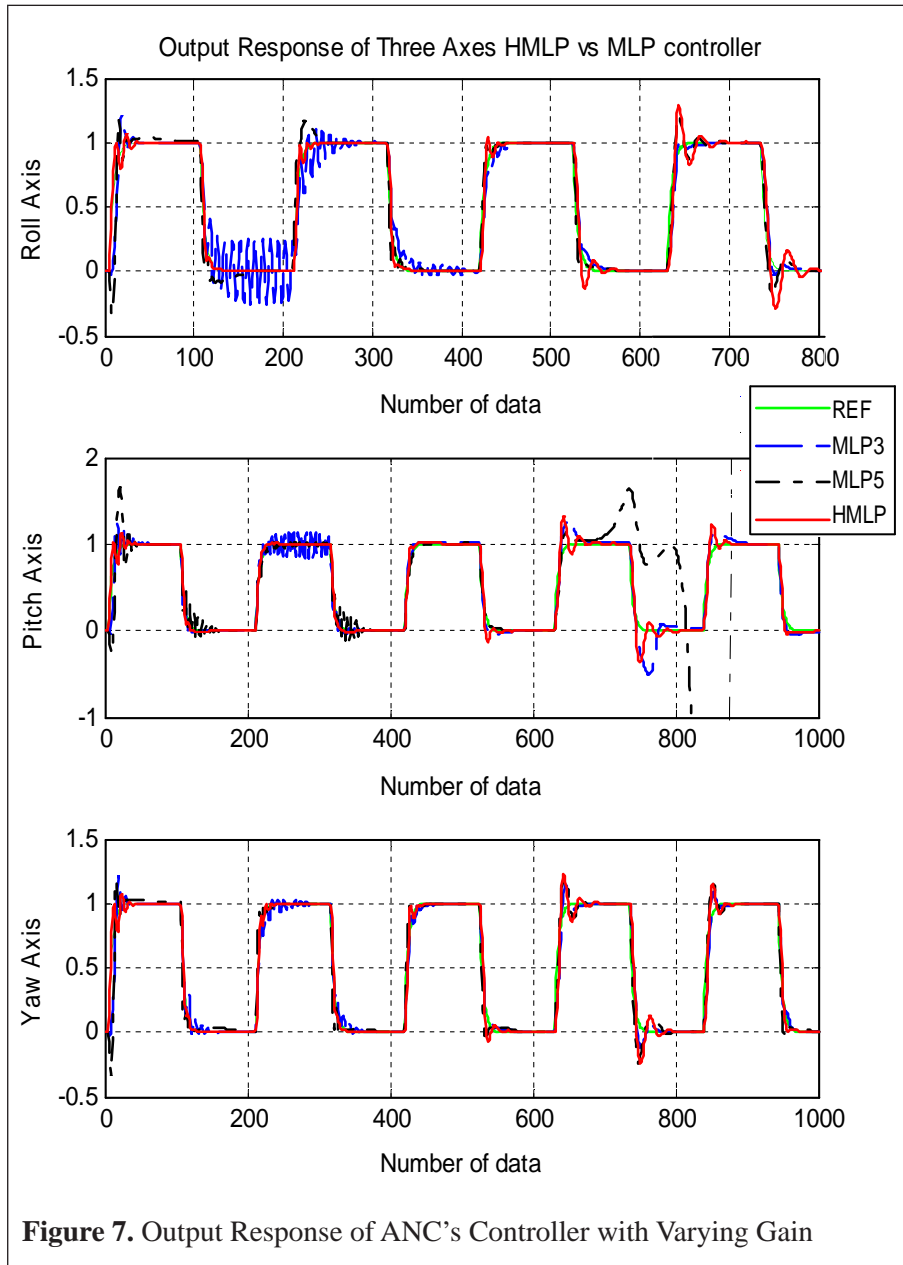 Output Response of Three Axes HMLP vs MLP controller
1.5
1
0.5
0
-0.5
Roll Axis
0 100 200 300 400 500 600 700 800
Number of data
REF
MLP3
MLP5
HMLP
2
1
0
-1
Pitch Axis
0 200 400 600 800 1000
Number of data
1.5
1
0.5
0
-0.5
Yaw Axis
0 200 400 600 800 1000
Number of data
Figure 7. Output Response of ANC's Controller with Varying Gain